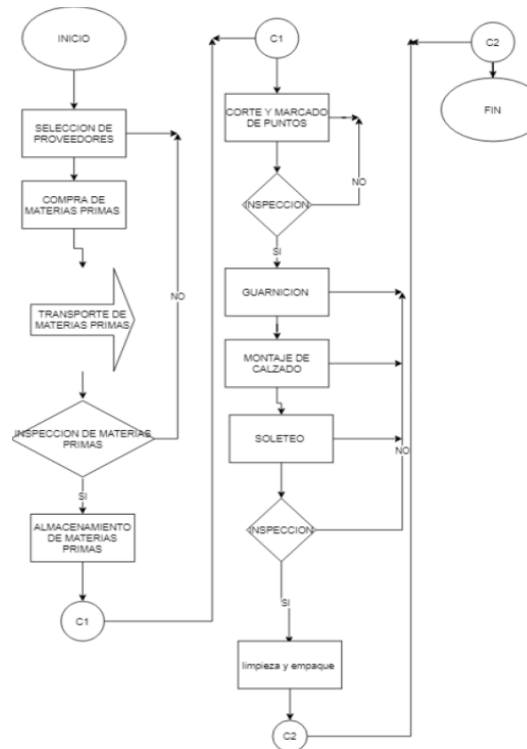 INICIO
SELECCION DE
PROVEEDORES
COMPRA DE
MATERIAS PRIMAS
TRANSPORTE DE
MATERIAS PRIMAS
NO
INSPECCION DE MATERIAS
PRIMAS
SI
ALMACENAMIENTO
DE MATERIAS
PRIMAS
C1
C1
CORTE Y MARCADO
DE PUNTOS
NO
INSPECCION
SI
GUARNICION
MONTAJE DE
CALZADO
SOLETEO
NO
INSPECCION
SI
limpieza y empaque
C2
C2
FIN